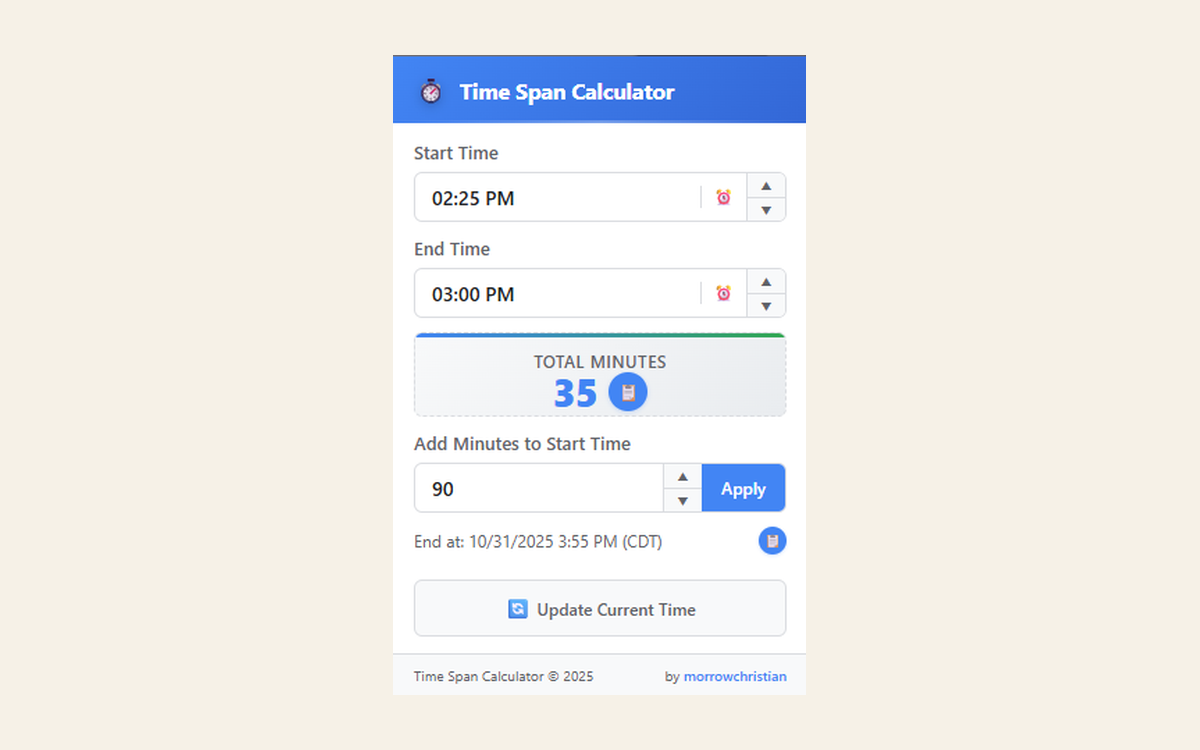 Time Span Calculator
Start Time
02:25 PM
End Time
03:00 PM
TOTAL MINUTES
35
Add Minutes to Start Time
90
Apply
End at: 10/31/2025 3:55 PM (CDT)
Update Current Time
Time Span Calculator © 2025 by morrowchristian